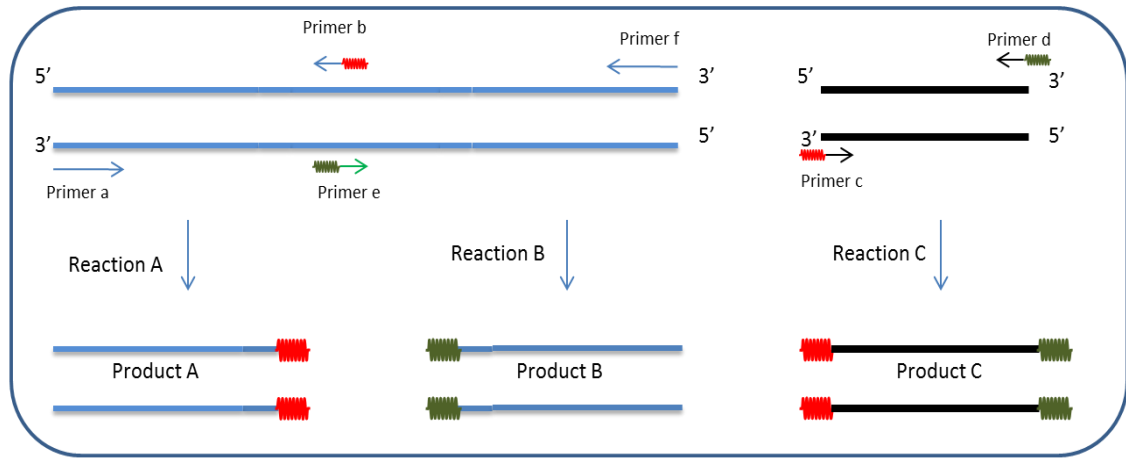 Primer b
Primer f
Primer d
5’
3’
5’
3’
3’
5’
3’
5’
Primer a
Primer e
Primer c
Reaction A
Reaction B
Reaction C
Product A
Product B
Product C